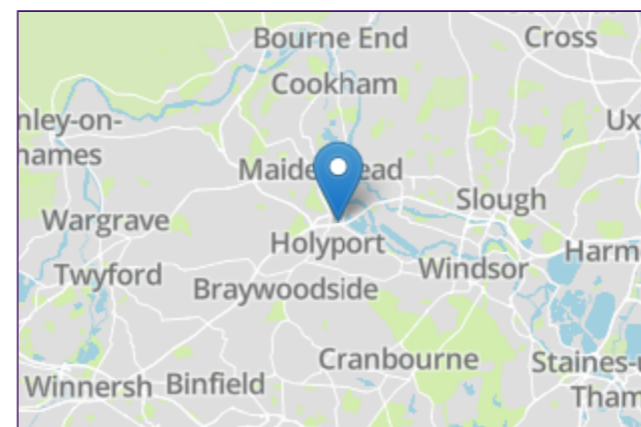 Bourne End
Cross
Cookham
nley-on-
hames
Ux
Maide
ead
Slough
Wargrave
Holyport
Harm
Windsor
Twyford
Braywoodside
Cranbourne
Staines-u
Winnersh
Binfield
Tham